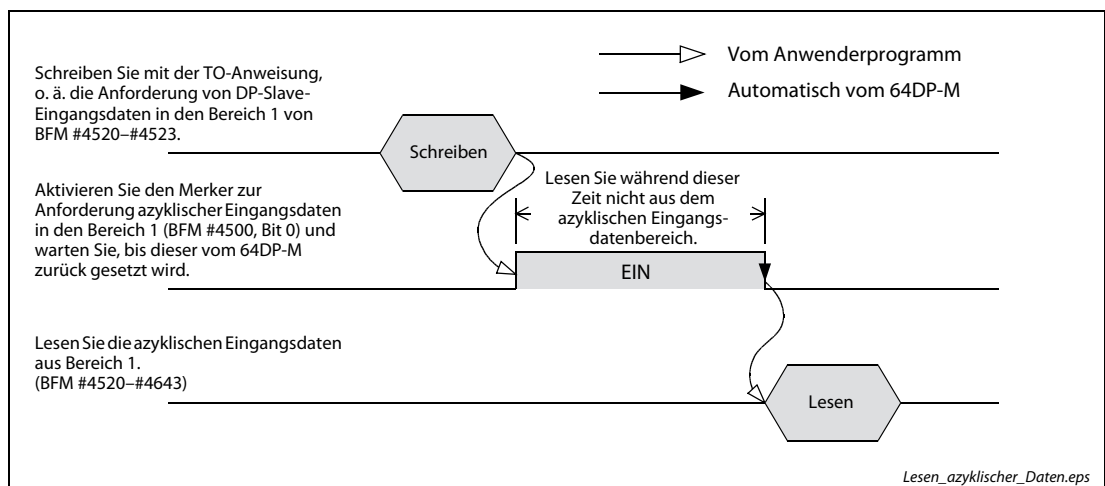 Schreiben Sie mit der TO-Anweisung,
o. ä. die Anforderung von DP-Slave-
Eingangsdaten in den Bereich 1 von
BFM #4520–#4523.
Vom Anwenderprogramm
Automatisch vom 64DP-M
Schreiben
Aktivieren Sie den Merker zur
Anforderung azyklischer Eingangsdaten
in den Bereich 1 (BFM #4500, Bit 0) und
warten Sie, bis dieser vom 64DP-M
zurück gesetzt wird.
Lesen Sie während dieser
Zeit nicht aus dem
azyklischen Eingangs-
datenbereich.
EIN
Lesen Sie die azyklischen Eingangsdaten
aus Bereich 1.
(BFM #4520–#4643)
Lesen
Lesen_azyklischer_Daten.eps